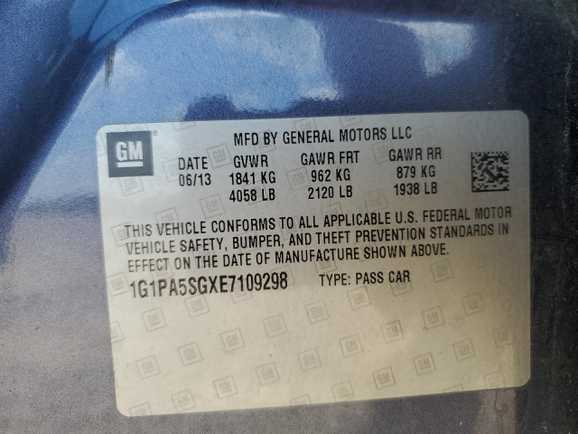 GM
MFD BY GENERAL MOTORS LLC
DATE GVWR GAWR FRT GAWR RR
06/13 1841 KG 962 KG 879 KG
4058 LB 2120 LB 1938 LB
THIS VEHICLE CONFORMS TO ALL APPLICABLE U.S. FEDERAL MOTOR
VEHICLE SAFETY, BUMPER, AND THEFT PREVENTION STANDARDS IN
EFFECT ON THE DATE OF MANUFACTURE SHOWN ABOVE.
1G1PA5SGXE7109298 TYPE: PASS CAR